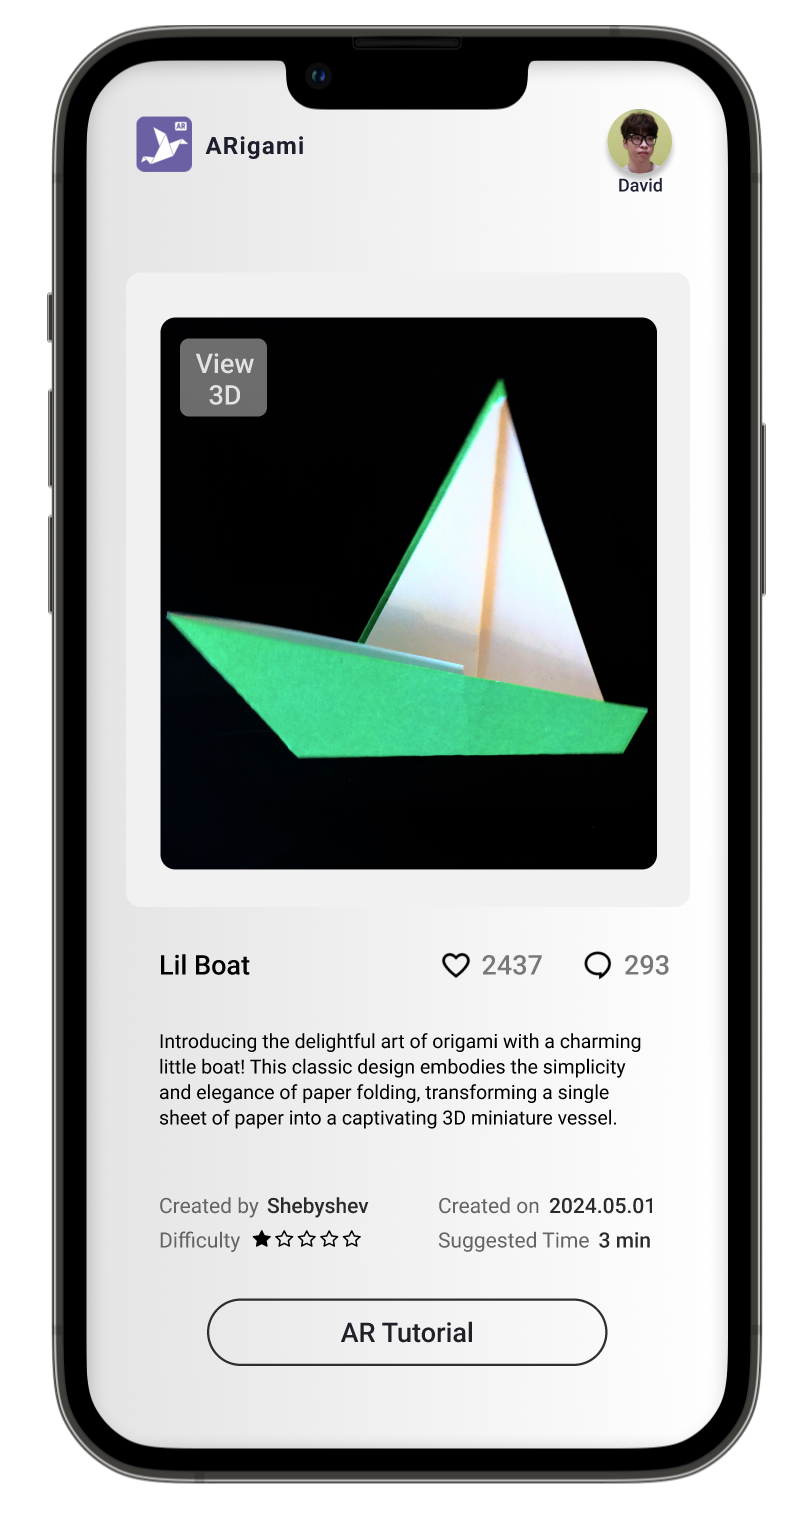 AR
ARigami
David
View
3D
Lil Boat
2437
293
Introducing the delightful art of origami with a charming
little boat! This classic design embodies the simplicity
and elegance of paper folding, transforming a single
sheet of paper into a captivating 3D miniature vessel.
Created by Shebyshev
Created on 2024.05.01
Difficulty
Suggested Time 3 min
AR Tutorial